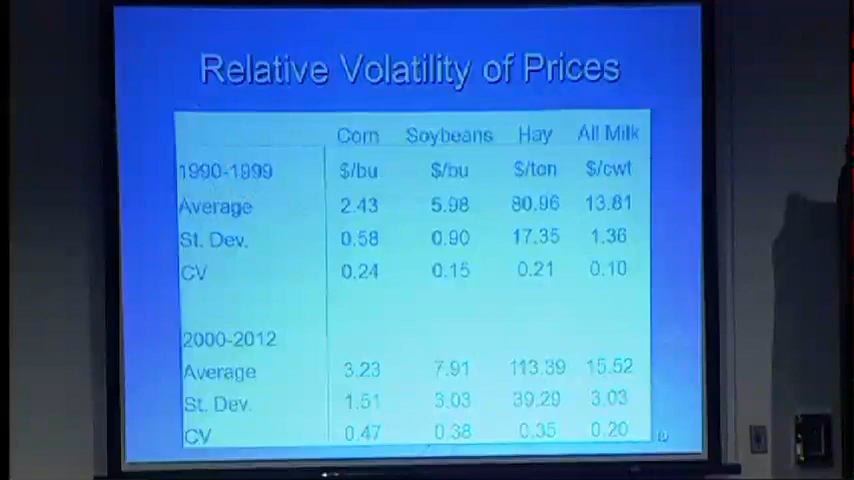 Relative Volatility of Prices
Corn Soybeans Hay All Milk
1990-1999 $/bu $/bu $/ton $/cwt
Average 2.43 5.98 80.96 13.81
St. Dev. 0.58 0.90 17.35 1.36
CV 0.24 0.15 0.21 0.10
2000-2012
Average 3.23 7.91 113.39 15.52
St. Dev. 1.51 3.03 39.29 3.03
CV 0.47 0.38 0.35 0.20